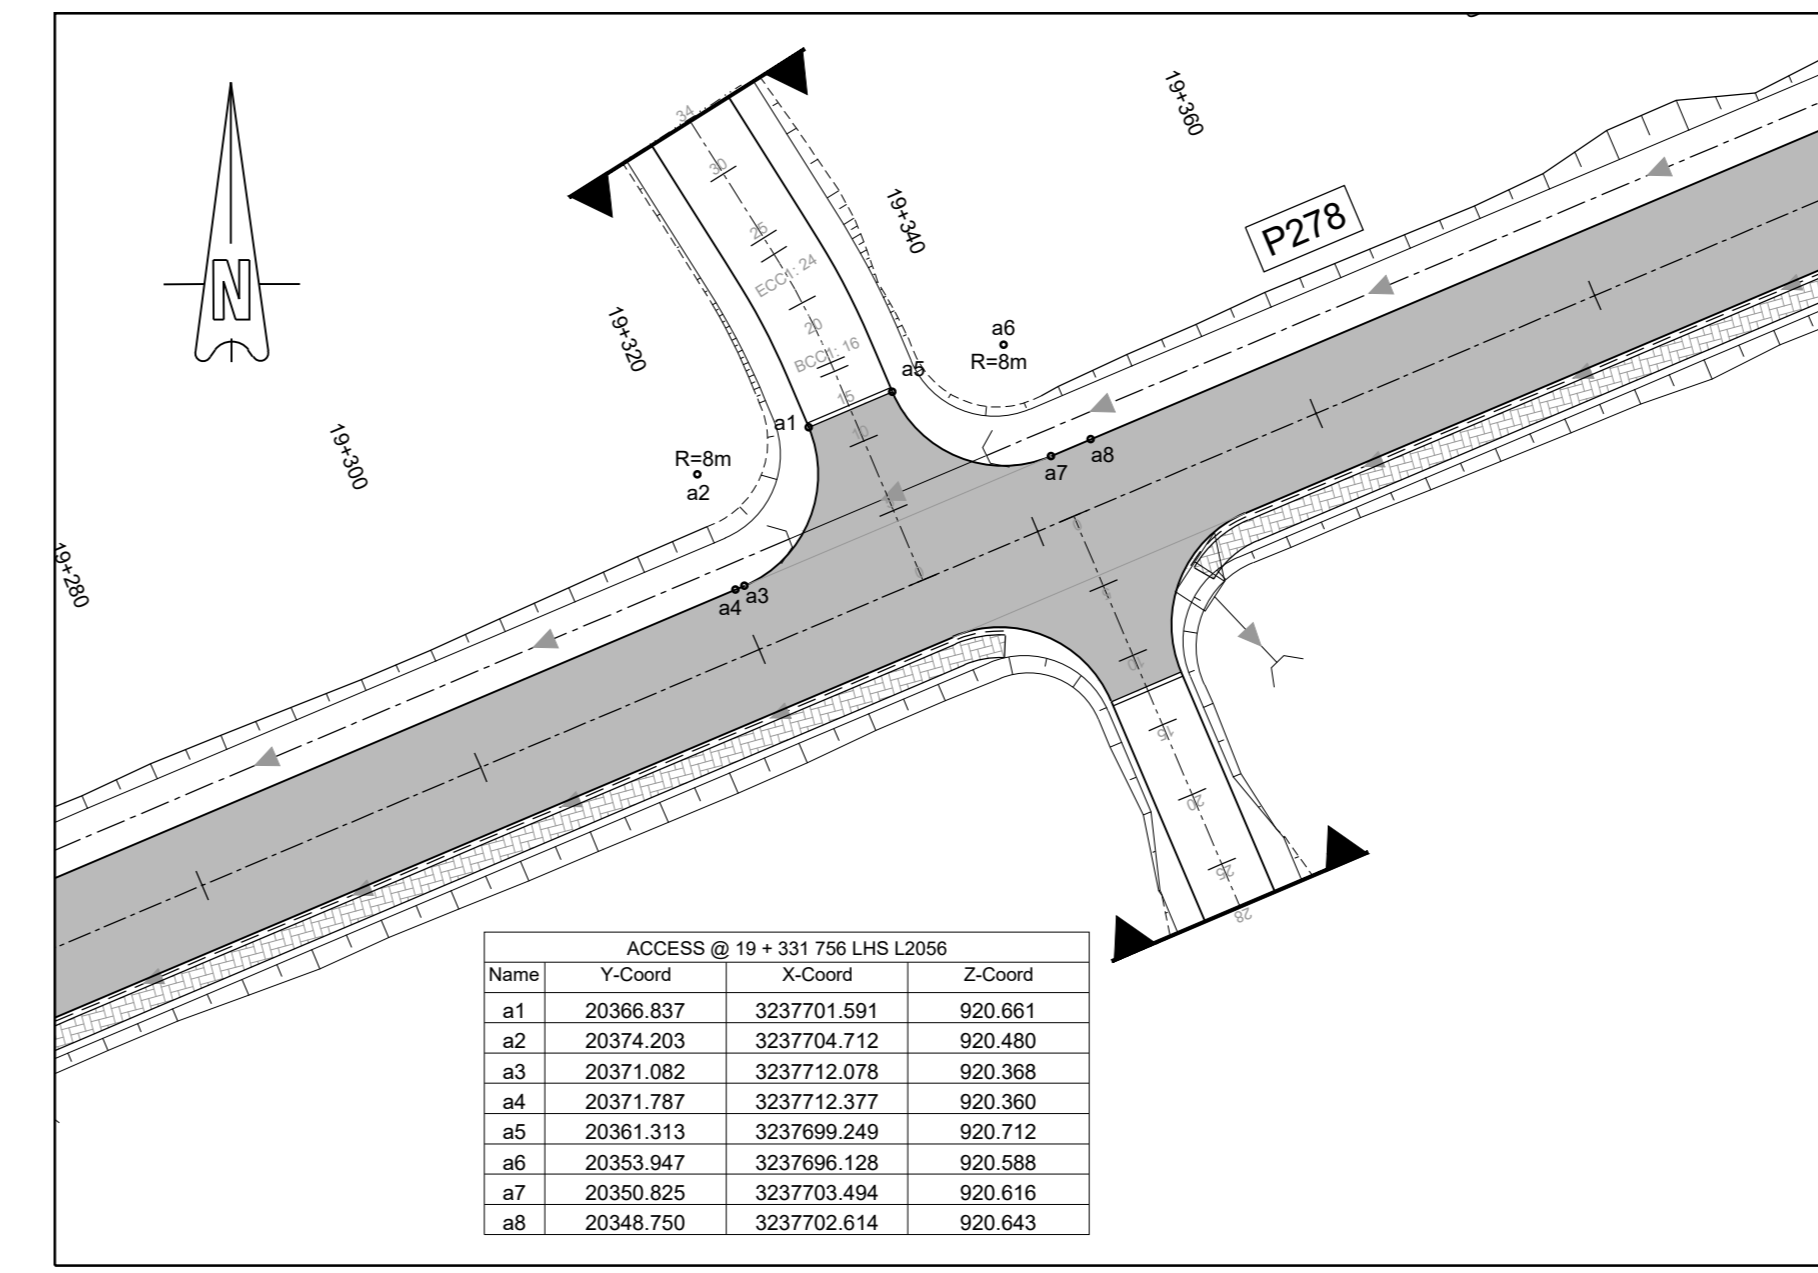 34
30
25
ECC1: 24
20
BCC1: 16
15
10
5
0
19+360
19+340
19+320
19+300
19+280
P278
N
a6
R=8m
a5
a1
R=8m
a2
a7
a8
a3
a4
0
5
10
15
20
25
28
ACCESS @ 19 + 331 756 LHS L2056
Name Y-Coord X-Coord Z-Coord
a1 20366.837 3237701.591 920.661
a2 20374.203 3237704.712 920.480
a3 20371.082 3237712.078 920.368
a4 20371.787 3237712.377 920.360
a5 20361.313 3237699.249 920.712
a6 20353.947 3237696.128 920.588
a7 20350.825 3237703.494 920.616
a8 20348.750 3237702.614 920.643